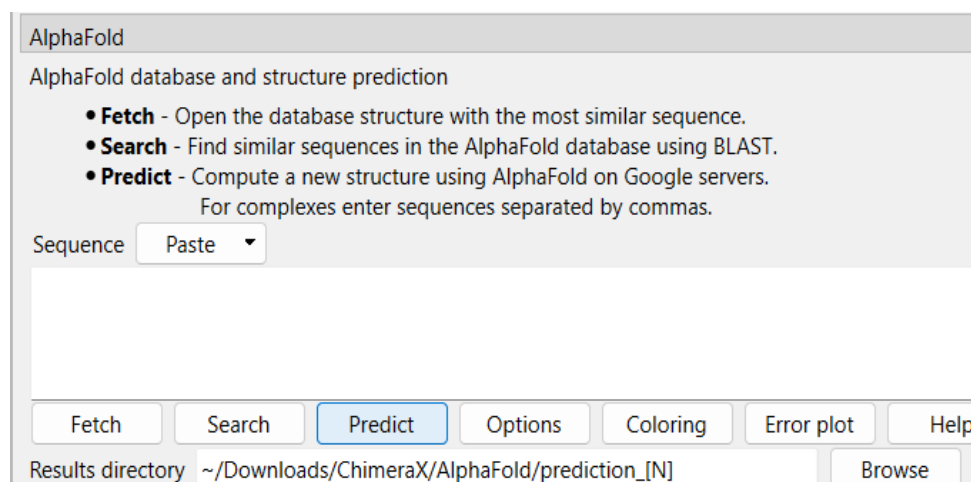 AlphaFold
AlphaFold database and structure prediction
• Fetch - Open the database structure with the most similar sequence.
• Search - Find similar sequences in the AlphaFold database using BLAST.
• Predict - Compute a new structure using AlphaFold on Google servers.
For complexes enter sequences separated by commas.
Sequence Paste
Fetch Search Predict Options Coloring Error plot Help
Results directory ~/Downloads/ChimeraX/AlphaFold/prediction_[N] Browse